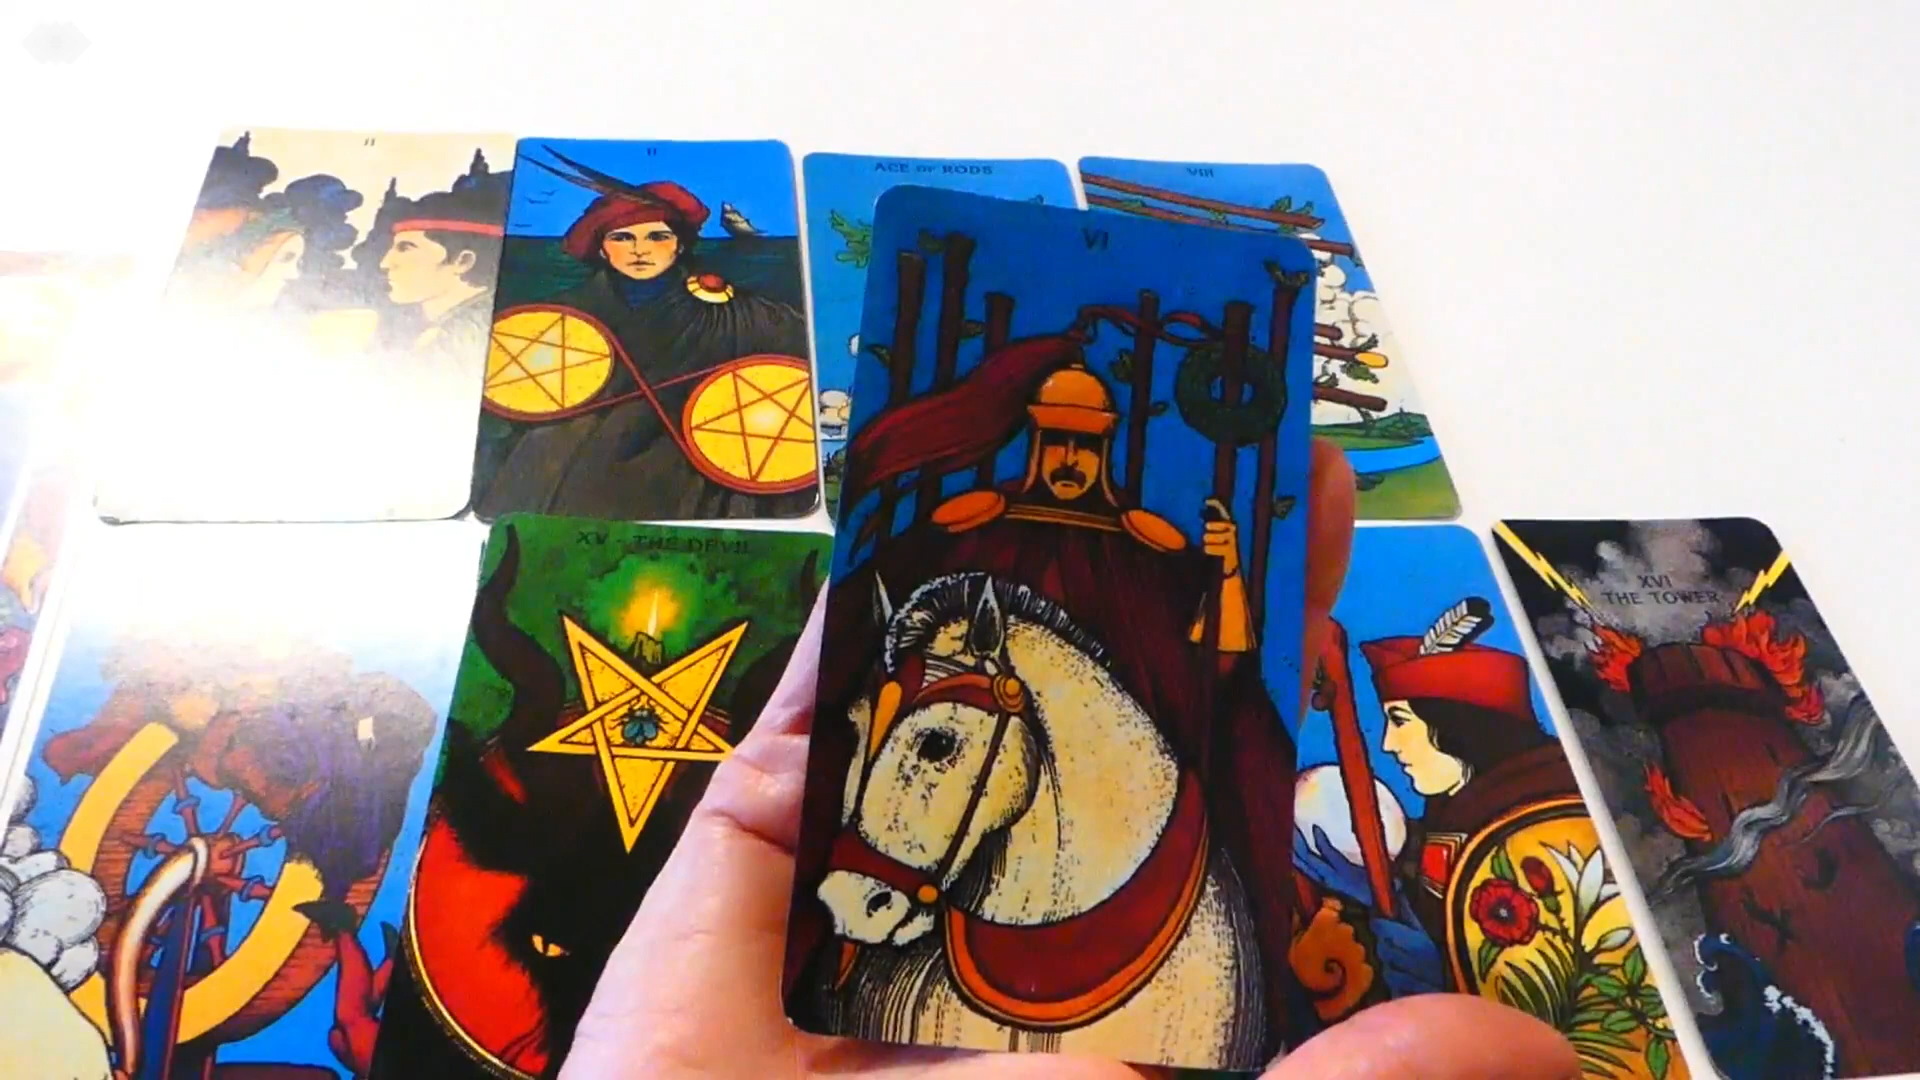 II
II
ACE OF RODS
VIII
VI
XV · THE DEVIL
XVI
THE TOWER